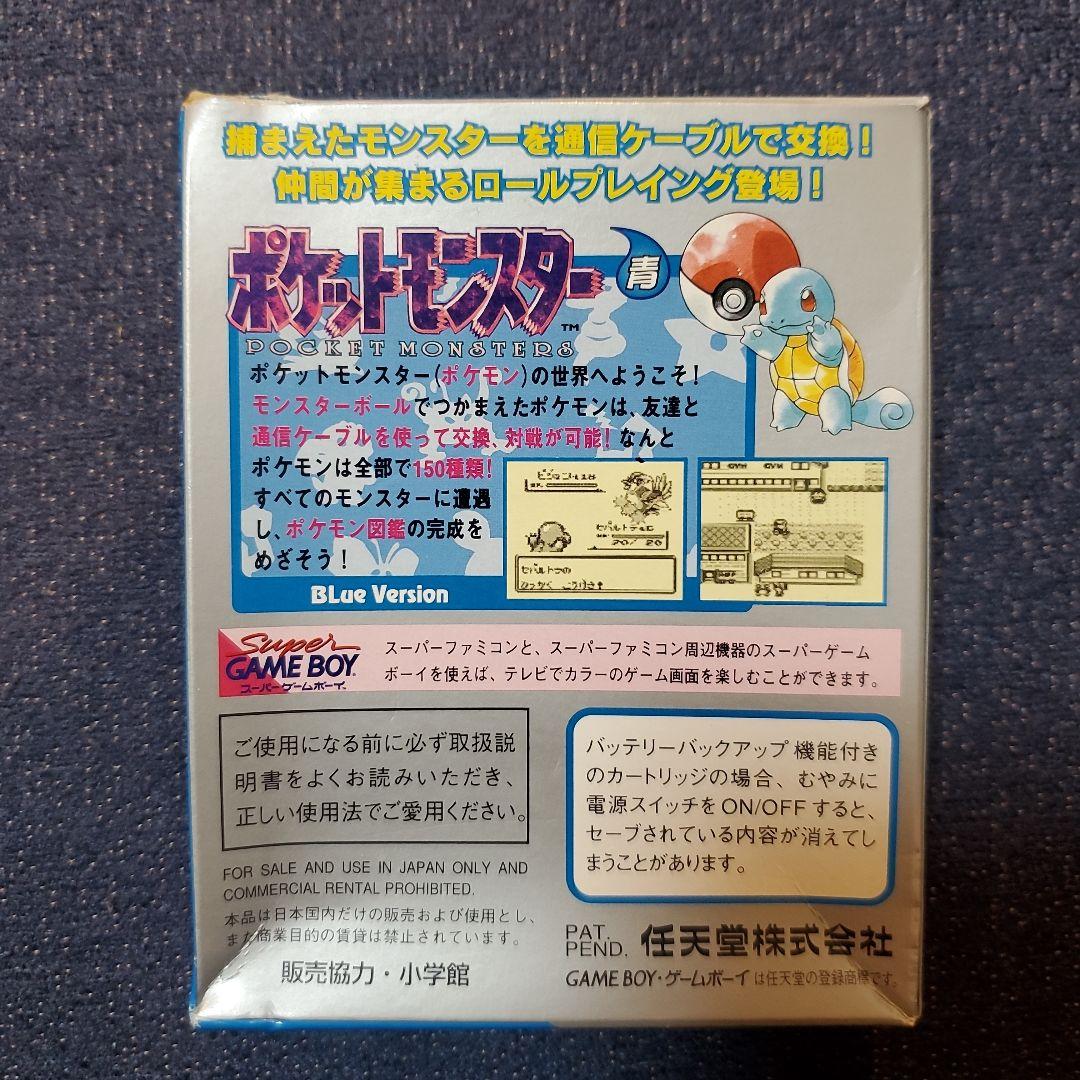 捕まえたモンスターを通信ケーブルで交換!
仲間が集まるロールプレイング登場!
ポケットモンスター
青
TM
POCKET MONSTERS
ポケットモンスター(ポケモン)の世界へようこそ!
モンスターボールでつかまえたポケモンは、友達と
通信ケーブルを使って交換、対戦が可能!なんと
ポケモンは全部で150種類!
すべてのモンスターに遭遇
し、ポケモン図鑑の完成を
めざそう!
20/ 20
GYM
GYM
BLue Version
Super
GAME BOY
スーパーゲームボーイ
スーパーファミコンと、スーパーファミコン周辺機器のスーパーゲーム
ボーイを使えば、テレビでカラーのゲーム画面を楽しむことができます。
ご使用になる前に必ず取扱説
明書をよくお読みいただき、
正しい使用法でご愛用ください。
バッテリーバックアップ機能付き
のカートリッジの場合、むやみに
電源スイッチをON/OFFすると、
セーブされている内容が消えてし
まうことがあります。
FOR SALE AND USE IN JAPAN ONLY AND
COMMERCIAL RENTAL PROHIBITED.
本品は日本国内だけの販売および使用とし、
また商業目的の賃貸は禁止されています。
販売協力・小学館
PAT.
PEND. 任天堂株式会社
GAME BOY・ゲームボーイは任天堂の登録商標です。